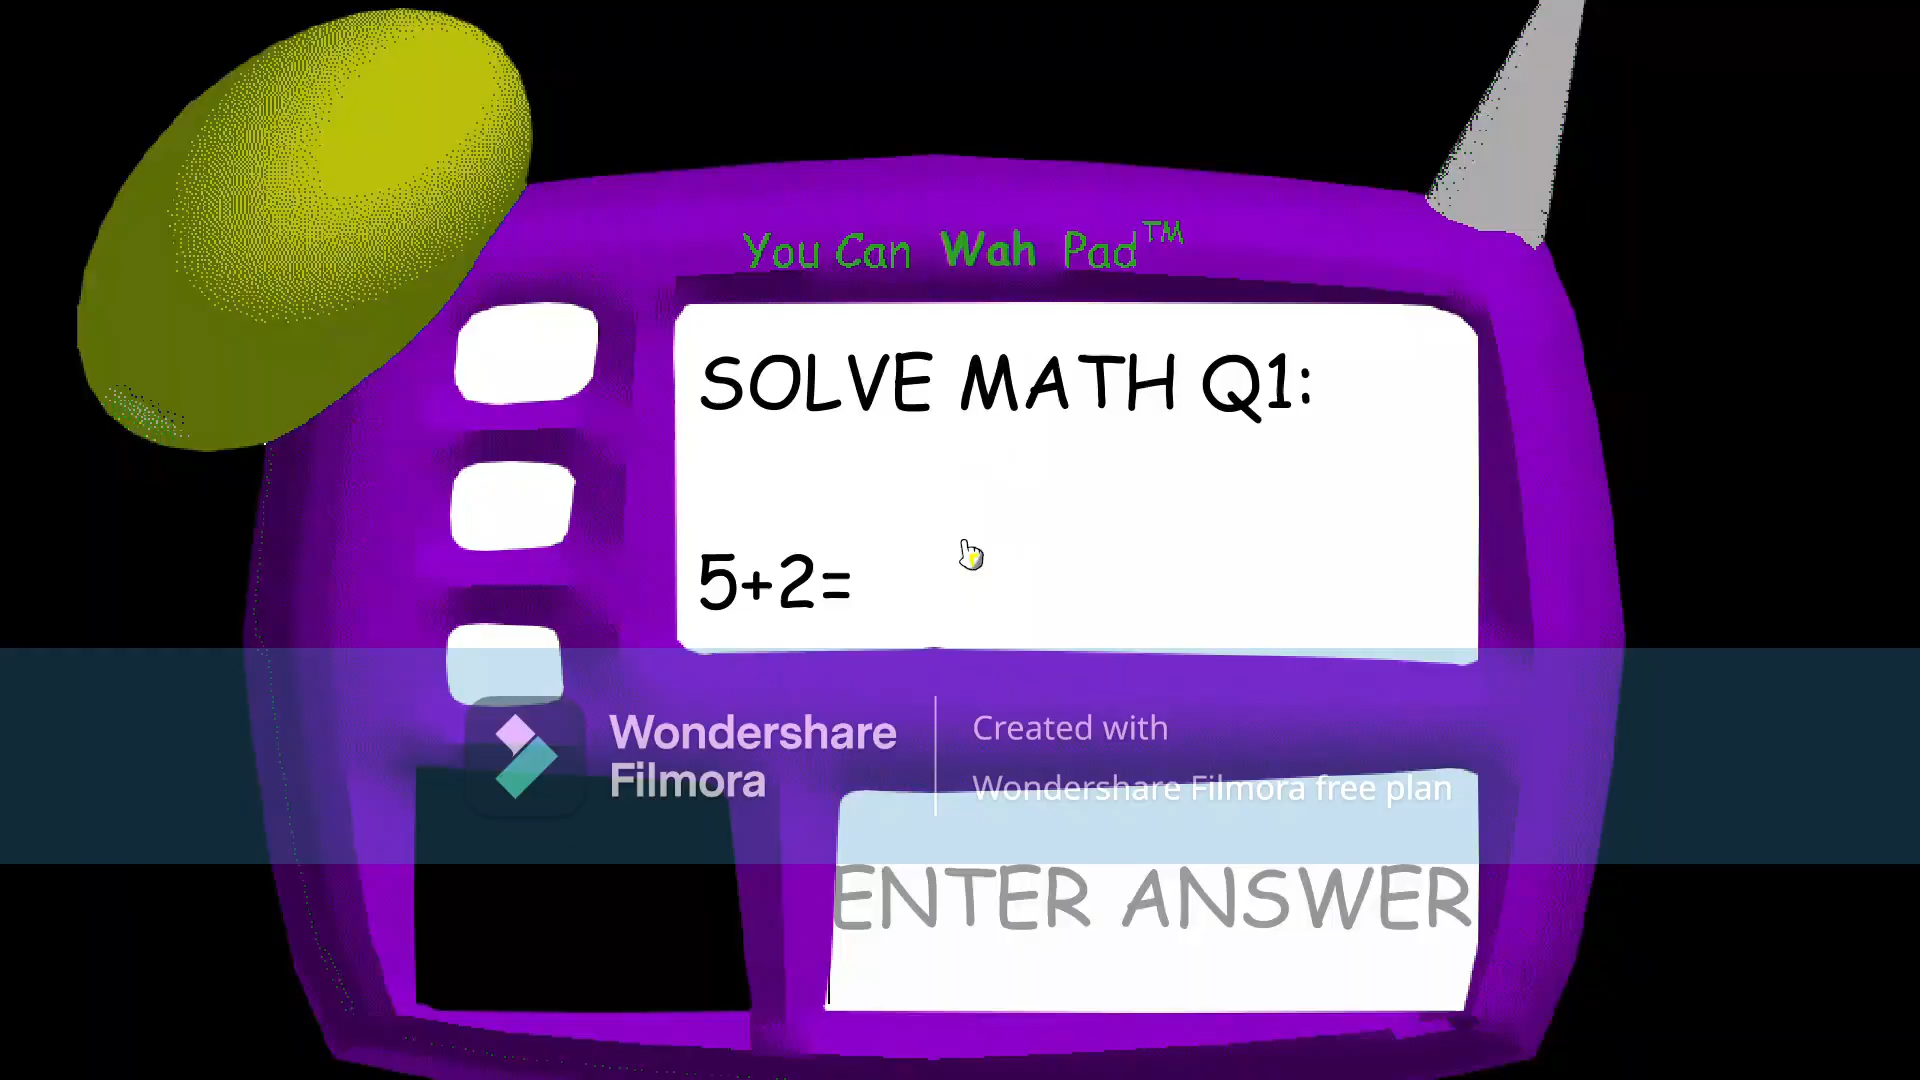 You Can Wah Pad™
SOLVE MATH Q1:
5+2=
Wondershare
Filmora
Created with
Wondershare Filmora free plan
ENTER ANSWER